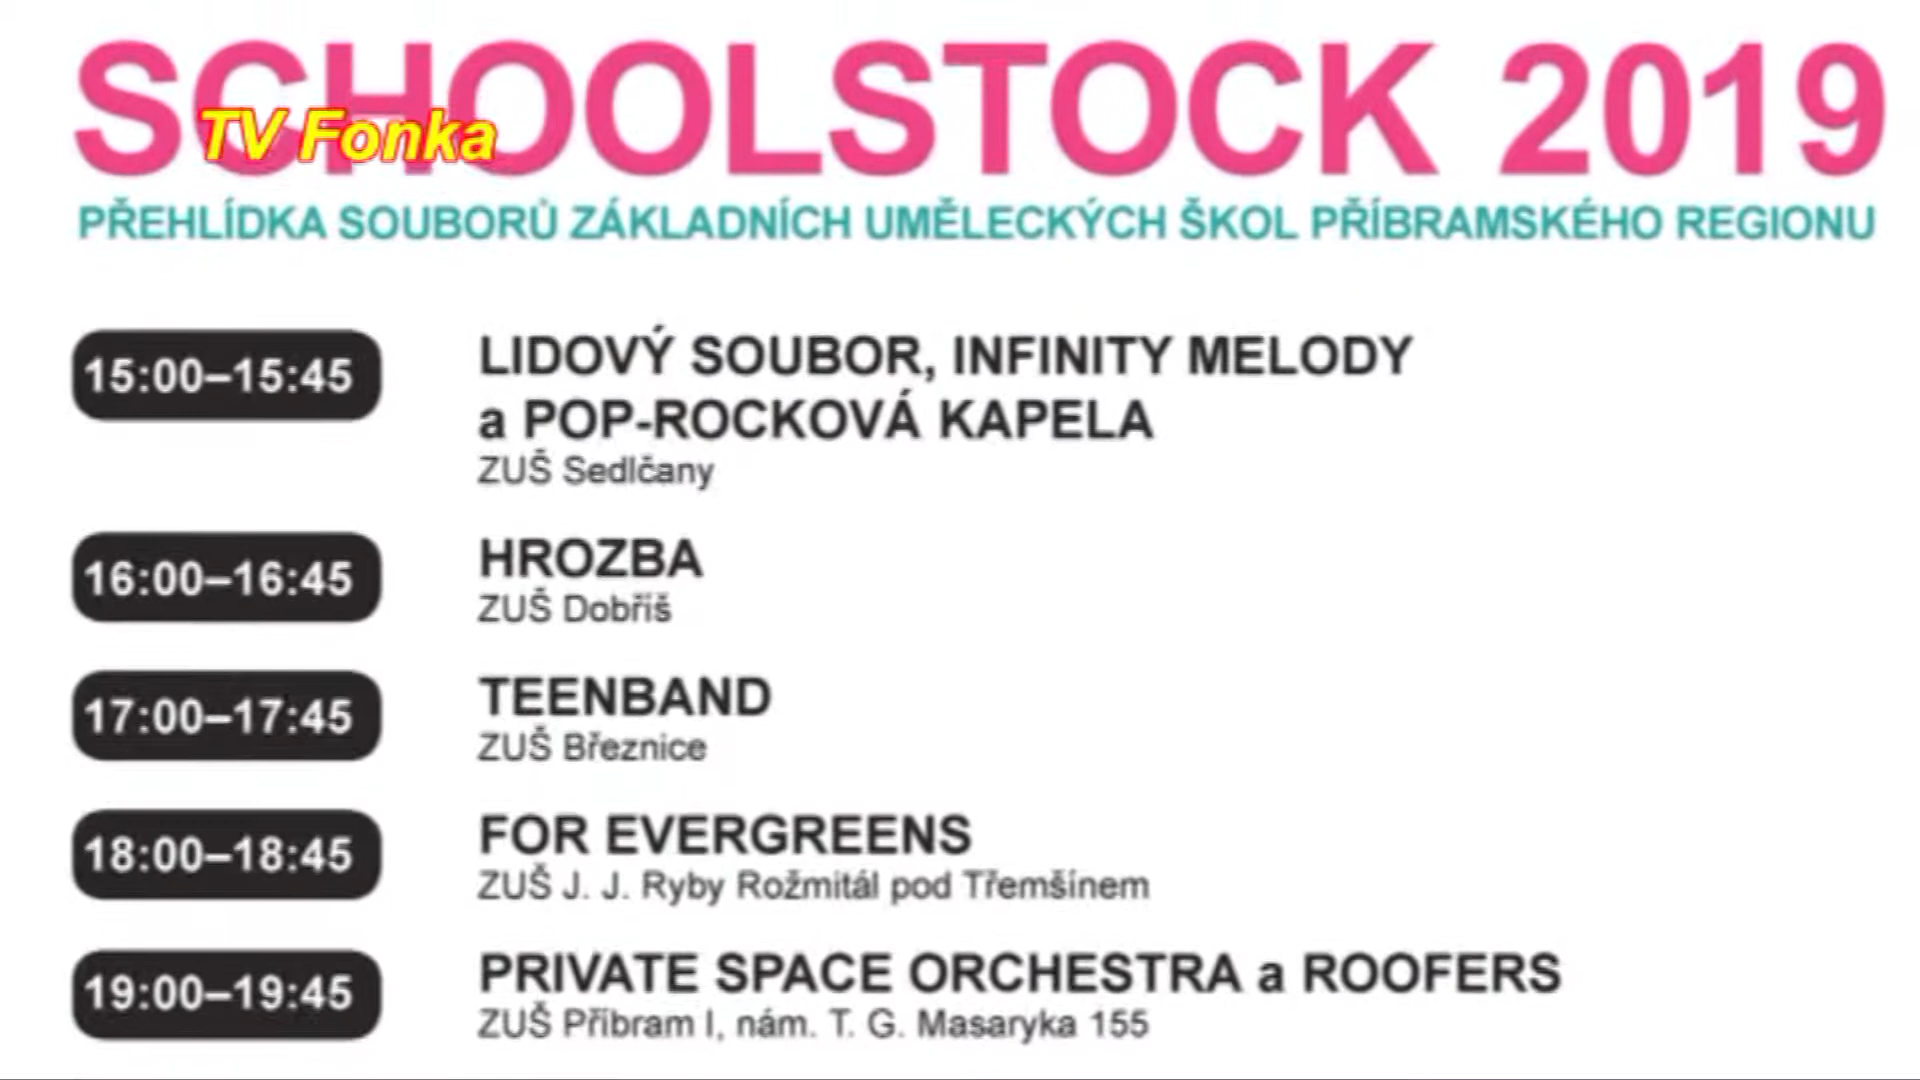 SCHOOLSTOCK 2019
TV Fonka
PŘEHLÍDKA SOUBORŮ ZÁKLADNÍCH UMĚLECKÝCH ŠKOL PŘÍBRAMSKÉHO REGIONU
15:00–15:45
LIDOVÝ SOUBOR, INFINITY MELODY
a POP-ROCKOVÁ KAPELA
ZUŠ Sedlčany
16:00–16:45
HROZBA
ZUŠ Dobříš
17:00–17:45
TEENBAND
ZUŠ Březnice
18:00–18:45
FOR EVERGREENS
ZUŠ J. J. Ryby Rožmitál pod Třemšínem
19:00–19:45
PRIVATE SPACE ORCHESTRA a ROOFERS
ZUŠ Příbram I, nám. T. G. Masaryka 155